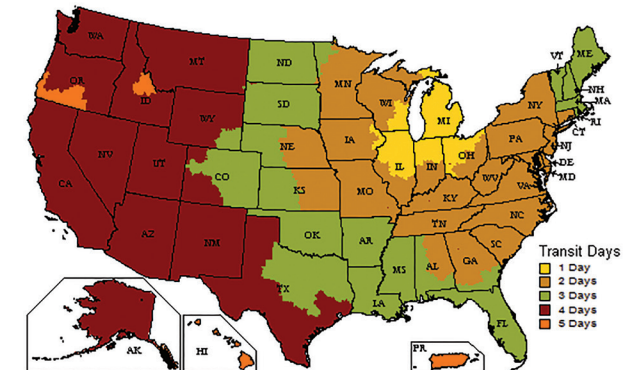 WA
MT
ND
MN
VT
ME
OR
ID
WI
NH
MA
SD
WY
MI
NY
RI
CT
IA
NE
PA
NJ
NV
UT
CO
IL
IN
OH
DE
MD
WV
VA
CA
KS
MO
KY
NC
TN
AZ
NM
OK
AR
SC
MS
AL
GA
TX
LA
FL
AK
HI
PR
Transit Days
1 Day
2 Days
3 Days
4 Days
5 Days